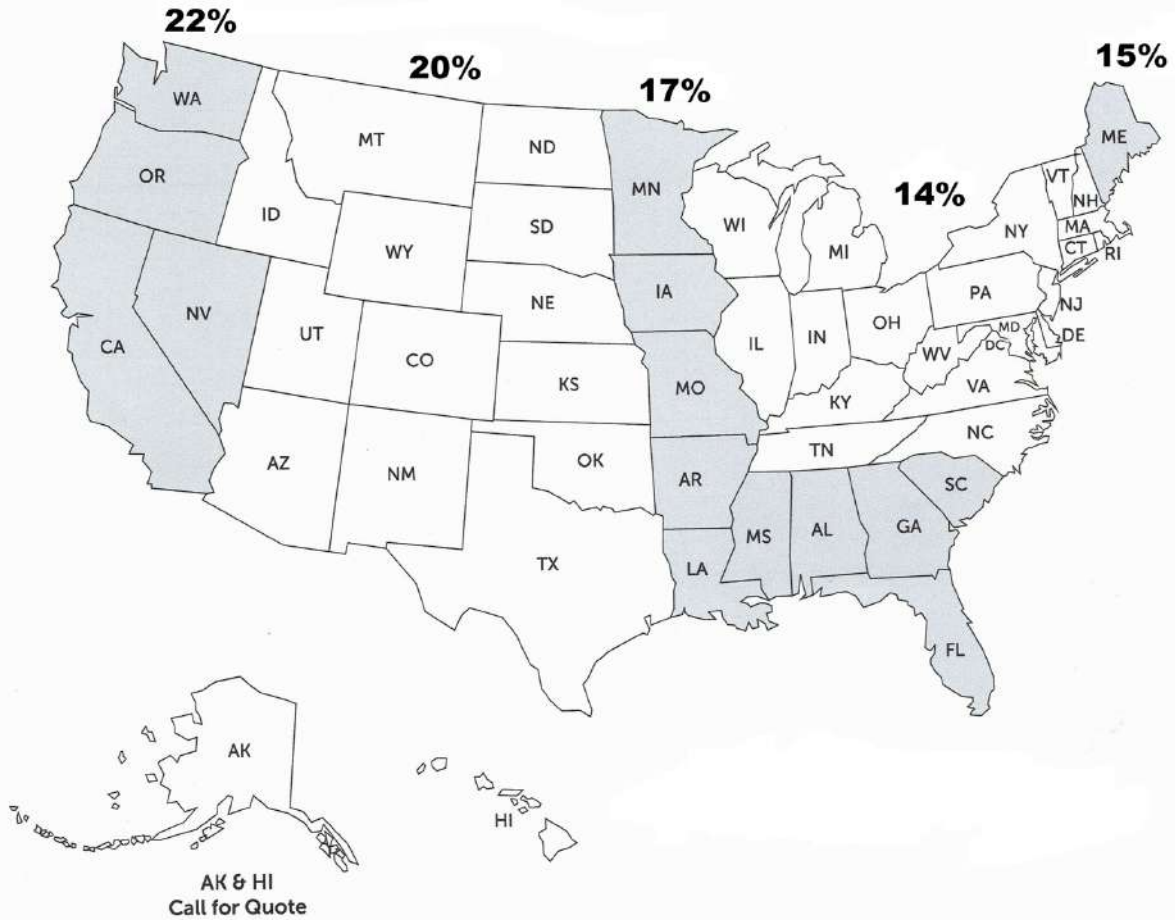 22%
20%
17%
15%
WA
MT
ND
MN
ME
OR
ID
SD
WI
MI
VT
NH
14%
NY
MA
CT
RI
WY
NE
IA
PA
NJ
NV
UT
CO
IL
IN
OH
MD
DE
WV
DC
CA
KS
MO
KY
VA
AZ
NM
OK
AR
TN
NC
SC
TX
LA
MS
AL
GA
FL
AK
HI
AK & HI
Call for Quote